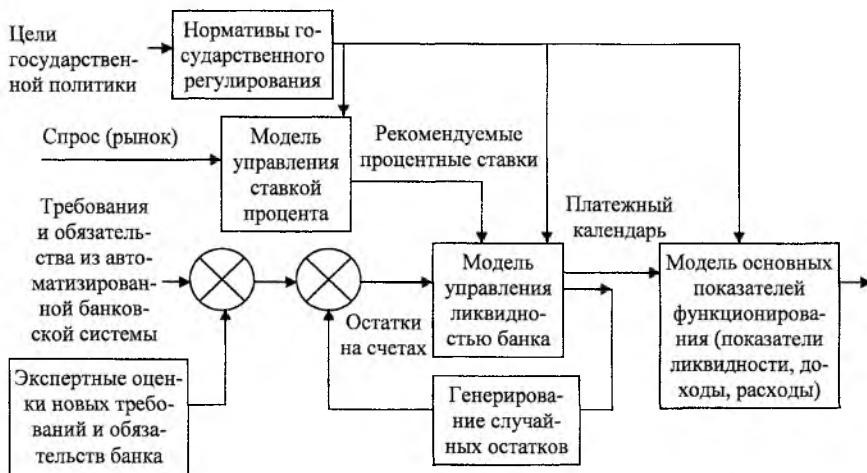 Цели
государствен-
ной политики
Нормативы го-
сударственного
регулирования
Спрос (рынок)
Модель
управления
ставкой
процента
Рекомендуемые
процентные ставки
Требования
и обязатель-
ства из авто-
матизирован-
ной банков-
ской системы
Остатки
на счетах
Модель
управления
ликвидно-
стью банка
Платежный
календарь
Модель основных
показателей
функционирова-
ния (показатели
ликвидности, до-
ходы, расходы)
Экспертные оцен-
ки новых требо-
ваний и обяза-
тельств банка
Генерирова-
ние случай-
ных остатков